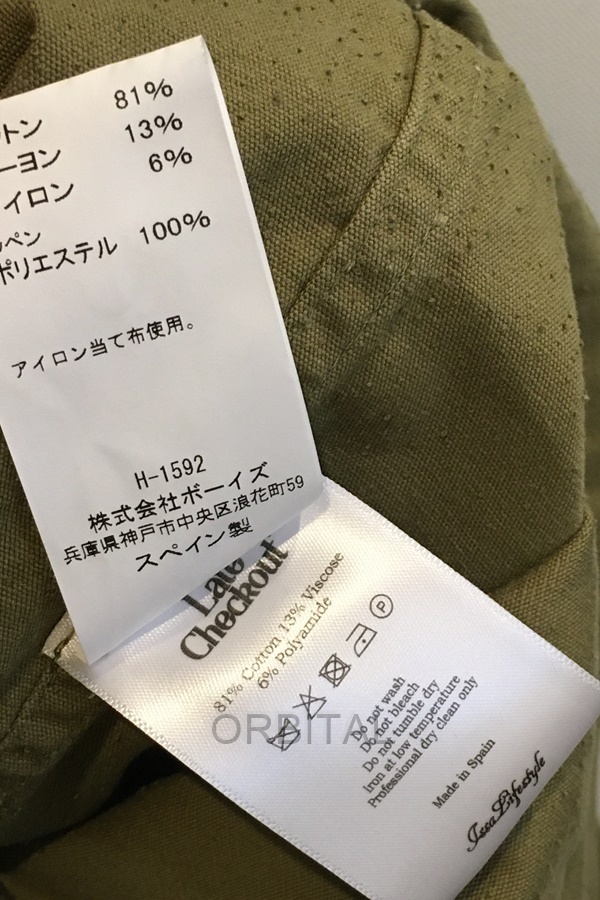 81%
トン 13%
ーヨン 6%
イロン
ペン
ポリエステル 100%
アイロン当て布使用。
H-1592
株式会社ボーイズ
兵庫県神戸市中央区浪花町59
スペイン製
Late
Checkout
81% Cotton 13% Viscose
6% Polyamide
P
Do not wash
Do not bleach
Do not tumble dry
Iron at low temperature
Professional dry clean only
Made in Spain
IssaLifestyle
ORBITAL